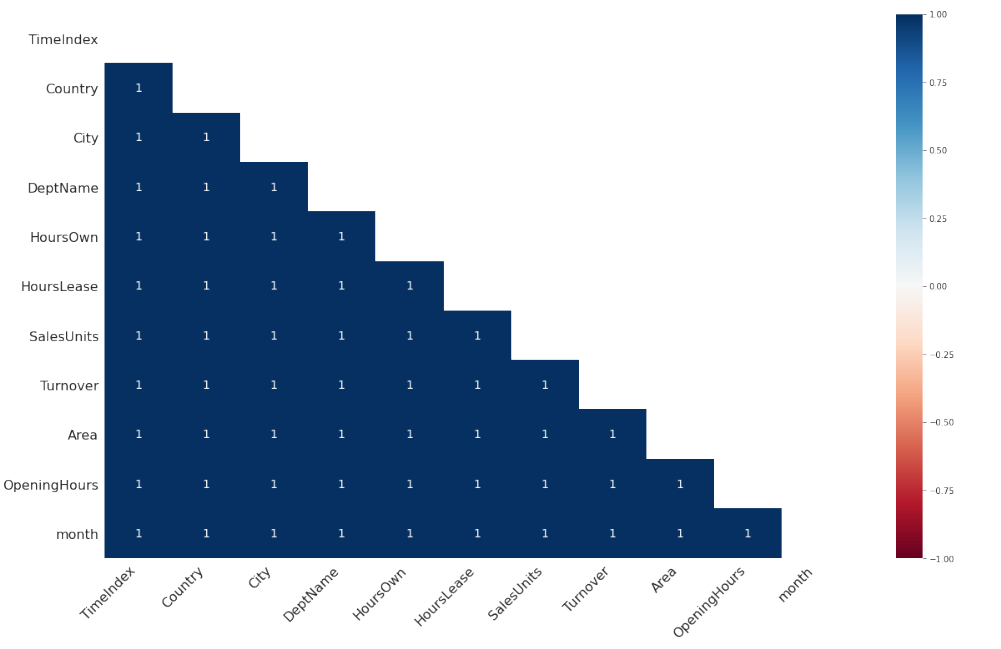 TimeIndex
Country 1
City 1 1
DeptName 1 1 1
HoursOwn 1 1 1 1
HoursLease 1 1 1 1 1
SalesUnits 1 1 1 1 1 1
Turnover 1 1 1 1 1 1 1
Area 1 1 1 1 1 1 1 1
OpeningHours 1 1 1 1 1 1 1 1 1
month 1 1 1 1 1 1 1 1 1 1
TimeIndex Country City DeptName HoursOwn HoursLease SalesUnits Turnover Area OpeningHours month
1.00
0.75
0.50
0.25
0.00
−0.25
−0.50
−0.75
−1.00